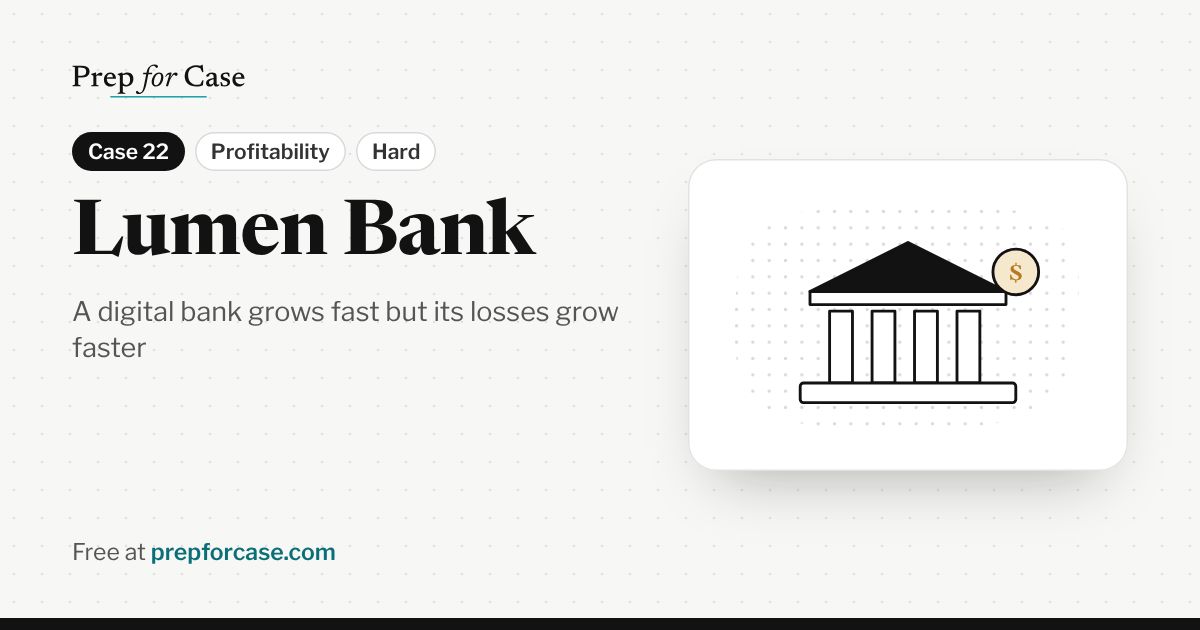 Prep for Case
Case 22 Profitability Hard
Lumen Bank
A digital bank grows fast but its losses grow
faster
$
Free at prepforcase.com